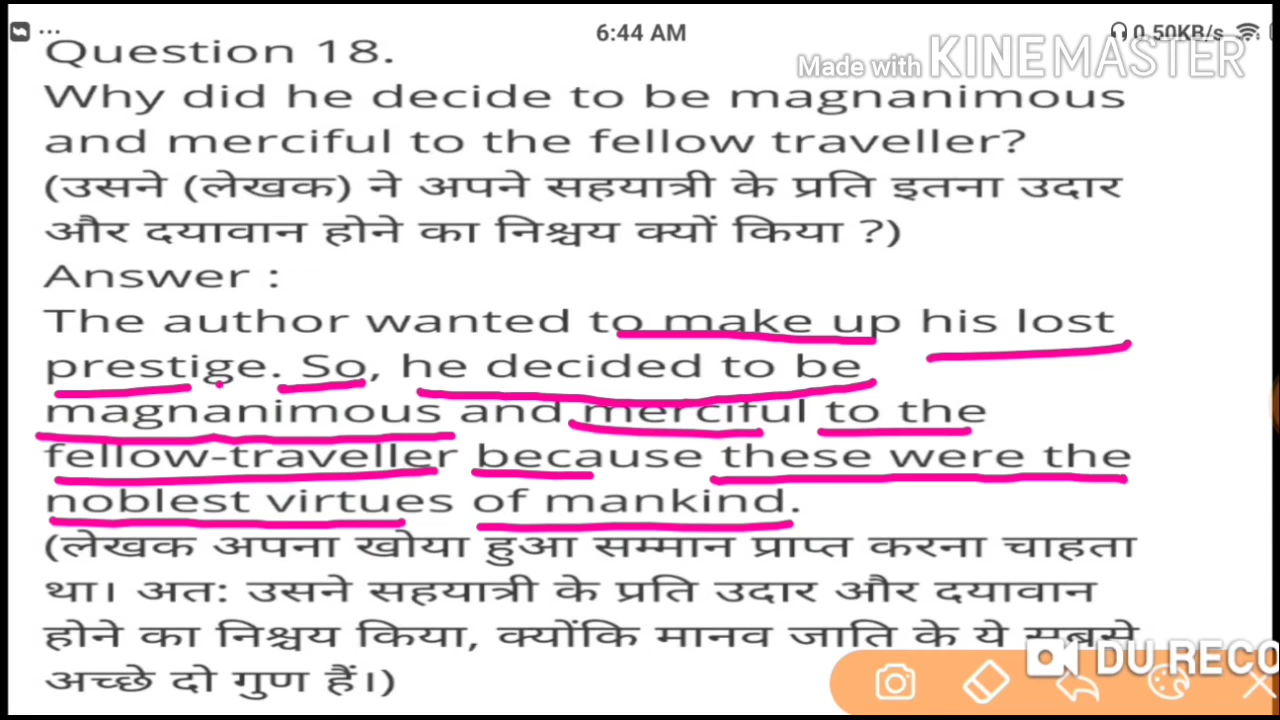 ...
6:44 AM
0.50KB/s
Made with KINEMASTER
Question 18.
Why did he decide to be magnanimous
and merciful to the fellow traveller?
(उसने (लेखक) ने अपने सहयात्री के प्रति इतना उदार
और दयावान होने का निश्चय क्यों किया ?)
Answer :
The author wanted to make up his lost
prestige. So, he decided to be
magnanimous and merciful to the
fellow-traveller because these were the
noblest virtues of mankind.
(लेखक अपना खोया हुआ सम्मान प्राप्त करना चाहता
था। अत: उसने सहयात्री के प्रति उदार और दयावान
होने का निश्चय किया, क्योंकि मानव जाति के ये सबसे
अच्छे दो गुण हैं।)
DU RECO